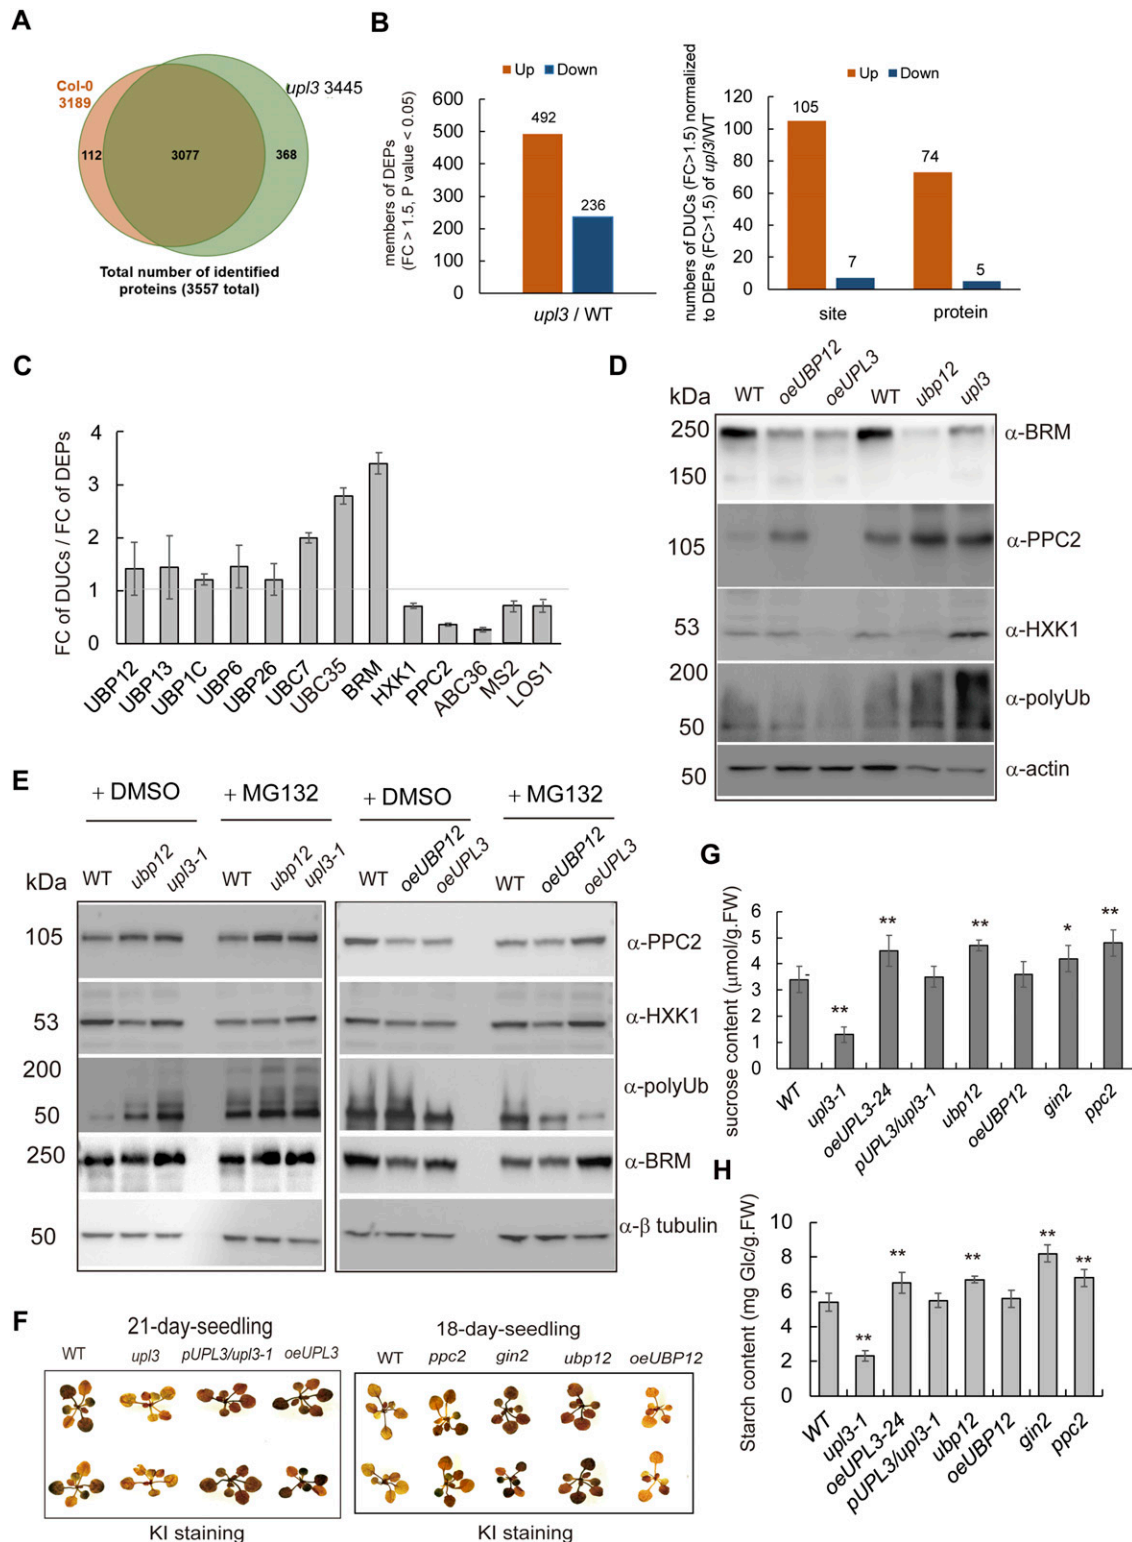 A
Col-0
3189
upl3 3445
112
3077
368
Total number of identified
proteins (3557 total)
B
Up Down
members of DEPs
(FC > 1.5, P value < 0.05)
600
500
400
300
200
100
0
492
236
upl3 / WT
Up Down
numbers of DUCs (FC>1.5) normalized
to DEPs (FC>1.5) of upl3/WT
120
100
80
60
40
20
0
105
7
74
5
site protein
C
FC of DUCs / FC of DEPs
4
3
2
1
0
UBP12 UBP13 UBP1C UBP6 UBP26 UBC7 UBC35 BRM HXK1 PPC2 ABC36 MS2 LOS1
D
kDa WT oeUBP12 oeUPL3 WT ubp12 upl3
250 α-BRM
150
105 α-PPC2
53 α-HXK1
200 α-polyUb
50
50 α-actin
E
+ DMSO + MG132 + DMSO + MG132
kDa WT ubp12 upl3-1 WT ubp12 upl3-1 WT oeUBP12 oeUPL3 WT oeUBP12 oeUPL3
105 α-PPC2
53 α-HXK1
200 α-polyUb
50
250 α-BRM
50 α-β tubulin
F
21-day-seedling 18-day-seedling
WT upl3 pUPL3/upl3-1 oeUPL3 WT ppc2 gin2 ubp12 oeUBP12
KI staining KI staining
G
sucrose content (μmol/g.FW)
6
5
4
3
2
1
0
** ** ** * **
WT upl3-1 oeUPL3-24 pUPL3/upl3-1 ubp12 oeUBP12 gin2 ppc2
H
Starch content (mg Glc/g.FW)
10
8
6
4
2
0
** ** ** ** **
WT upl3-1 oeUPL3-24 pUPL3/upl3-1 ubp12 oeUBP12 gin2 ppc2